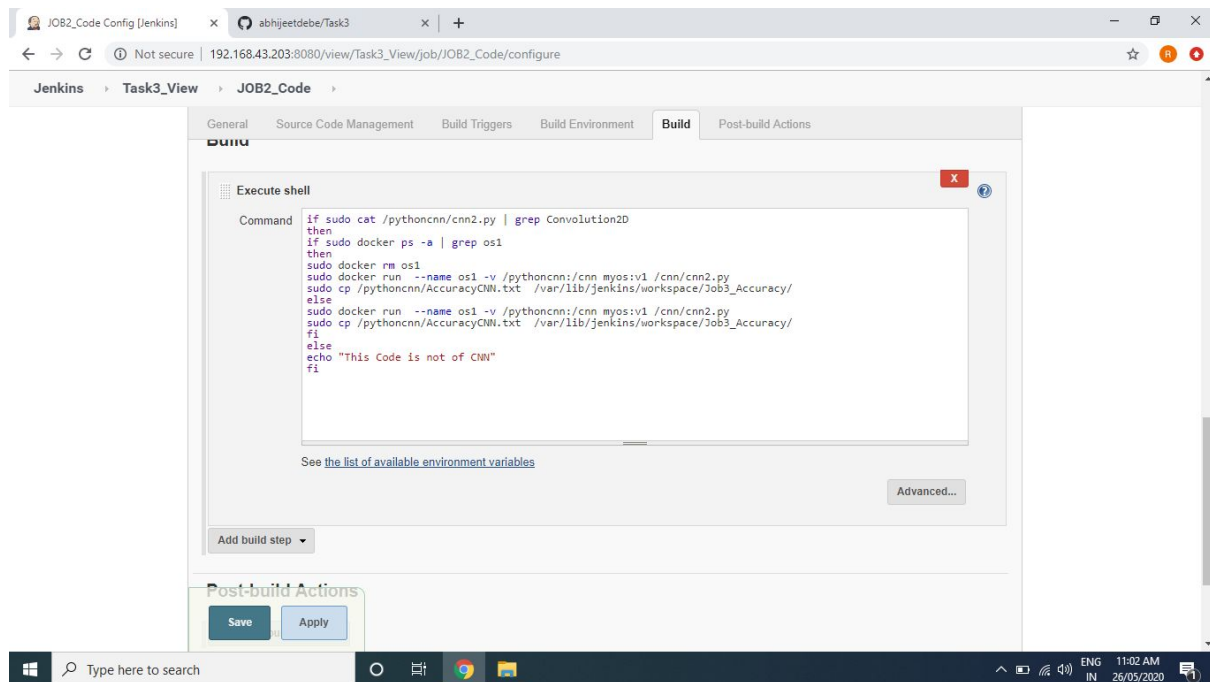 JOB2_Code Config [Jenkins]
abhijeetdebe/Task3
Not secure | 192.168.43.203:8080/view/Task3_View/job/JOB2_Code/configure
R
Jenkins Task3_View JOB2_Code
General Source Code Management Build Triggers Build Environment Build Post-build Actions
Build
X
Execute shell
Command
if sudo cat /pythoncnn/cnn2.py | grep Convolution2D
then
if sudo docker ps -a | grep os1
then
sudo docker rm os1
sudo docker run --name os1 -v /pythoncnn:/cnn myos:v1 /cnn/cnn2.py
sudo cp /pythoncnn/AccuracyCNN.txt /var/lib/jenkins/workspace/Job3_Accuracy/
else
sudo docker run --name os1 -v /pythoncnn:/cnn myos:v1 /cnn/cnn2.py
sudo cp /pythoncnn/AccuracyCNN.txt /var/lib/jenkins/workspace/Job3_Accuracy/
fi
else
echo "This Code is not of CNN"
fi
See the list of available environment variables
Advanced...
Add build step
Post-build Actions
Save Apply
Type here to search
ENG 11:02 AM
IN 26/05/2020
1